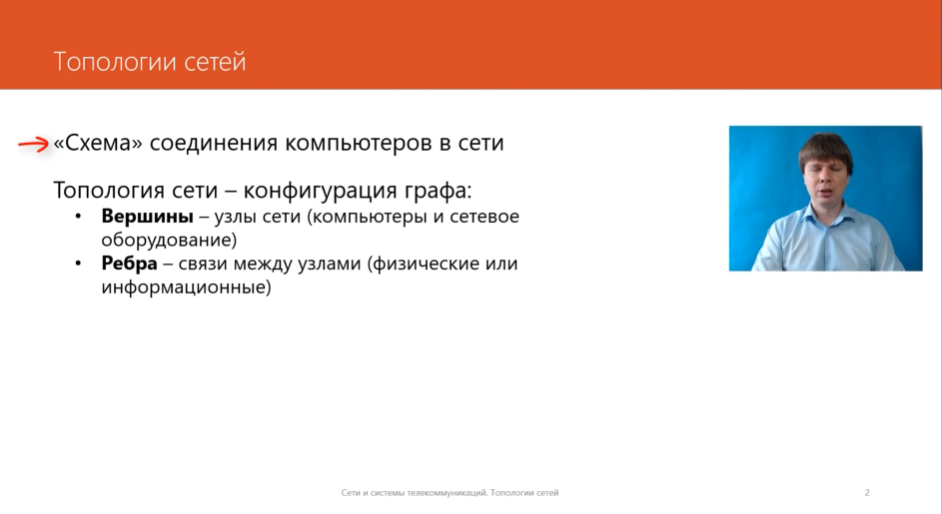 Топологии сетей
«Схема» соединения компьютеров в сети
Топология сети – конфигурация графа:
• Вершины – узлы сети (компьютеры и сетевое
оборудование)
• Ребра – связи между узлами (физические или
информационные)
Сети и системы телекоммуникаций. Топологии сетей
2